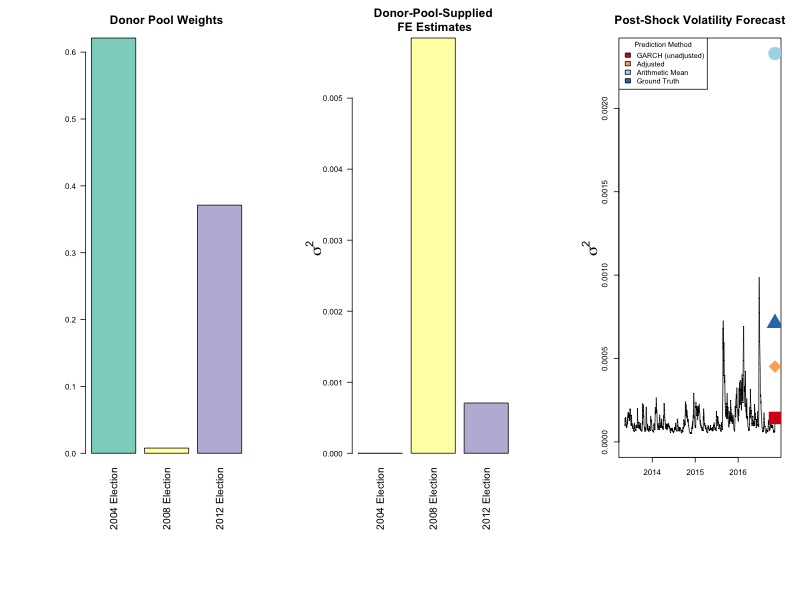 Donor Pool Weights
0.6
0.5
0.4
0.3
0.2
0.1
0.0
2004 Election
2008 Election
2012 Election
Donor-Pool-Supplied
FE Estimates
σ²
0.005
0.004
0.003
0.002
0.001
0.000
2004 Election
2008 Election
2012 Election
Post-Shock Volatility Forecast
Prediction Method
GARCH (unadjusted)
Adjusted
Arithmetic Mean
Ground Truth
σ²
0.0020
0.0015
0.0010
0.0005
0.0000
2014
2015
2016